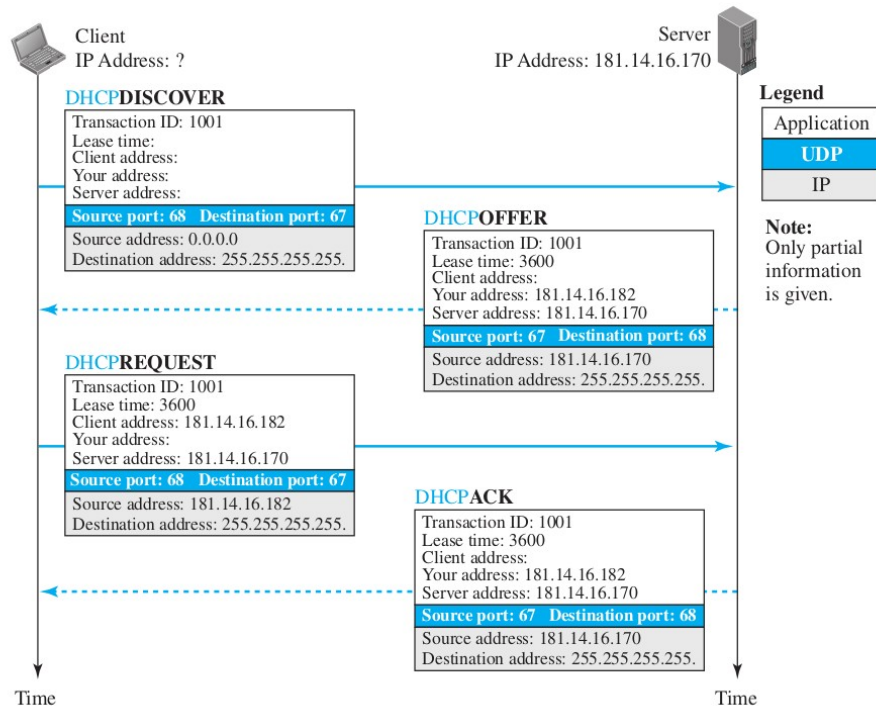 Client
IP Address: ?
Server
IP Address: 181.14.16.170
DHCPDISCOVER
Transaction ID: 1001
Lease time:
Client address:
Your address:
Server address:
Source port: 68 Destination port: 67
Source address: 0.0.0.0
Destination address: 255.255.255.255.
Legend
Application
UDP
IP
Note:
Only partial
information
is given.
DHCPOFFER
Transaction ID: 1001
Lease time: 3600
Client address:
Your address: 181.14.16.182
Server address: 181.14.16.170
Source port: 67 Destination port: 68
Source address: 181.14.16.170
Destination address: 255.255.255.255.
DHCPREQUEST
Transaction ID: 1001
Lease time: 3600
Client address: 181.14.16.182
Your address:
Server address: 181.14.16.170
Source port: 68 Destination port: 67
Source address: 181.14.16.182
Destination address: 255.255.255.255.
DHCPACK
Transaction ID: 1001
Lease time: 3600
Client address:
Your address: 181.14.16.182
Server address: 181.14.16.170
Source port: 67 Destination port: 68
Source address: 181.14.16.170
Destination address: 255.255.255.255.
Time
Time